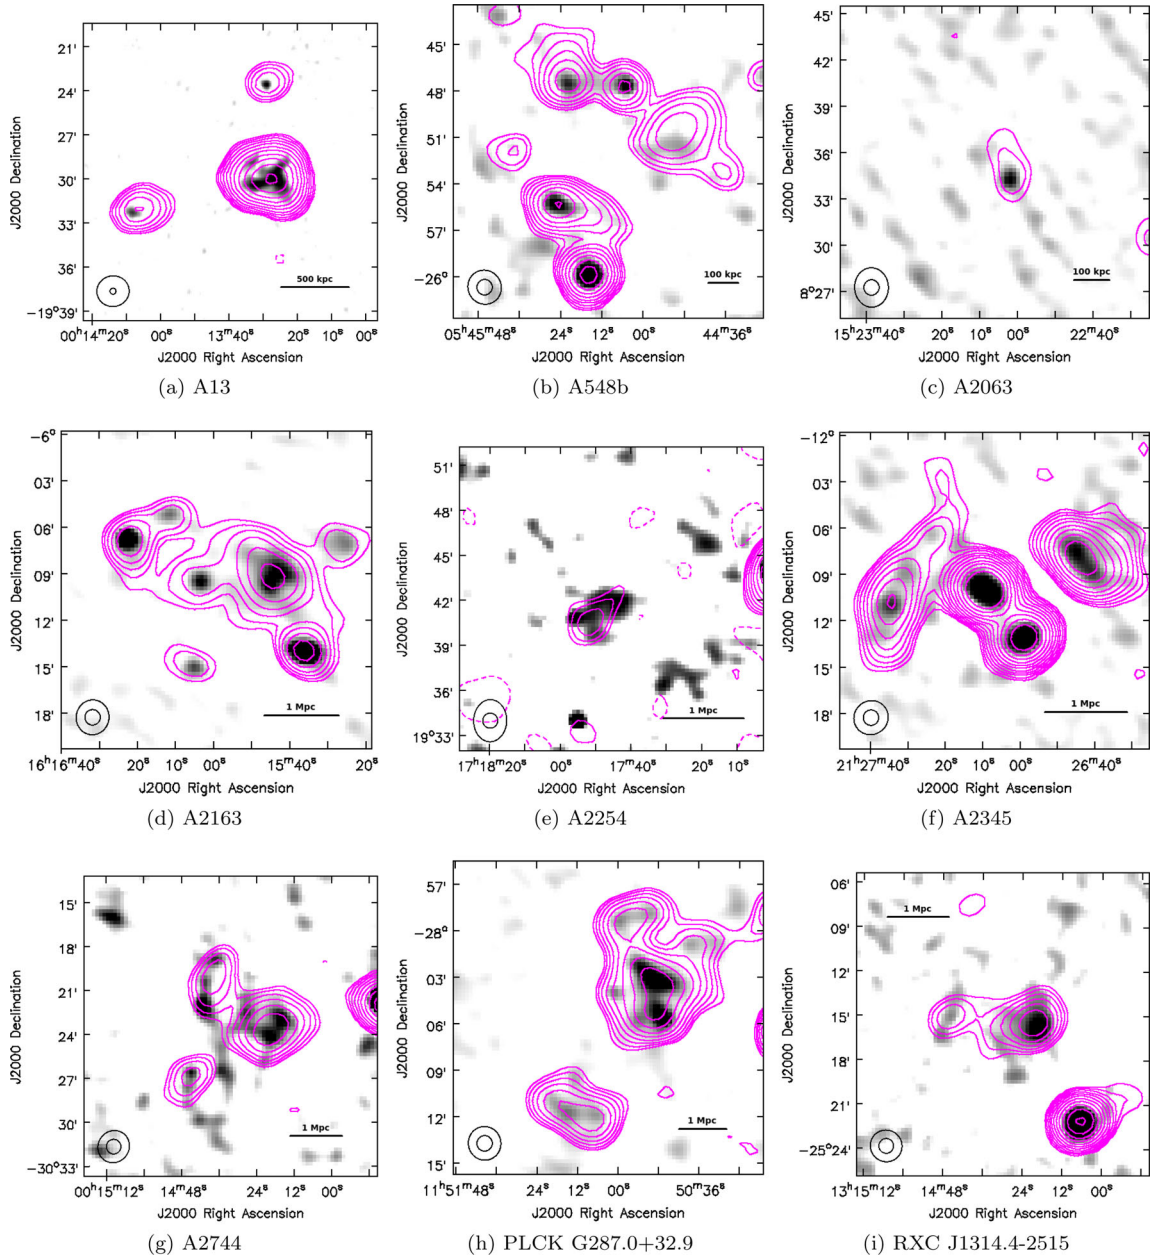 21'
24'
27'
30'
33'
36'
−19°39'
J2000 Declination
500 kpc
00ʰ14ᵐ20ˢ 00ˢ 13ᵐ40ˢ 20ˢ 00ˢ
J2000 Right Ascension
(a) A13
45'
48'
51'
54'
57'
−26°
J2000 Declination
100 kpc
05ʰ45ᵐ48ˢ 24ˢ 12ˢ 00ˢ 44ᵐ36ˢ
J2000 Right Ascension
(b) A548b
45'
42'
39'
36'
33'
30'
8°27'
J2000 Declination
100 kpc
15ʰ23ᵐ40ˢ 20ˢ 00ˢ 22ᵐ40ˢ
J2000 Right Ascension
(c) A2063
−6°
03'
06'
09'
12'
15'
18'
J2000 Declination
1 Mpc
16ʰ16ᵐ40ˢ 20ˢ 00ˢ 15ᵐ40ˢ 20ˢ
J2000 Right Ascension
(d) A2163
51'
48'
45'
42'
39'
36'
19°33'
J2000 Declination
1 Mpc
17ʰ18ᵐ20ˢ 00ˢ 17ᵐ40ˢ 20ˢ 10ˢ
J2000 Right Ascension
(e) A2254
−12°
03'
06'
09'
12'
15'
18'
J2000 Declination
1 Mpc
21ʰ27ᵐ40ˢ 20ˢ 10ˢ 00ˢ 26ᵐ40ˢ
J2000 Right Ascension
(f) A2345
15'
18'
21'
24'
27'
30'
−30°33'
J2000 Declination
1 Mpc
00ʰ15ᵐ12ˢ 14ᵐ48ˢ 24ˢ 12ˢ 00ˢ
J2000 Right Ascension
(g) A2744
57'
−28°
03'
06'
09'
12'
15'
J2000 Declination
1 Mpc
11ʰ51ᵐ48ˢ 24ˢ 12ˢ 00ˢ 50ᵐ36ˢ
J2000 Right Ascension
(h) PLCK G287.0+32.9
06'
09'
12'
15'
18'
21'
−25°24'
J2000 Declination
1 Mpc
13ʰ15ᵐ12ˢ 14ᵐ48ˢ 24ˢ 12ˢ 00ˢ
J2000 Right Ascension
(i) RXC J1314.4-2515